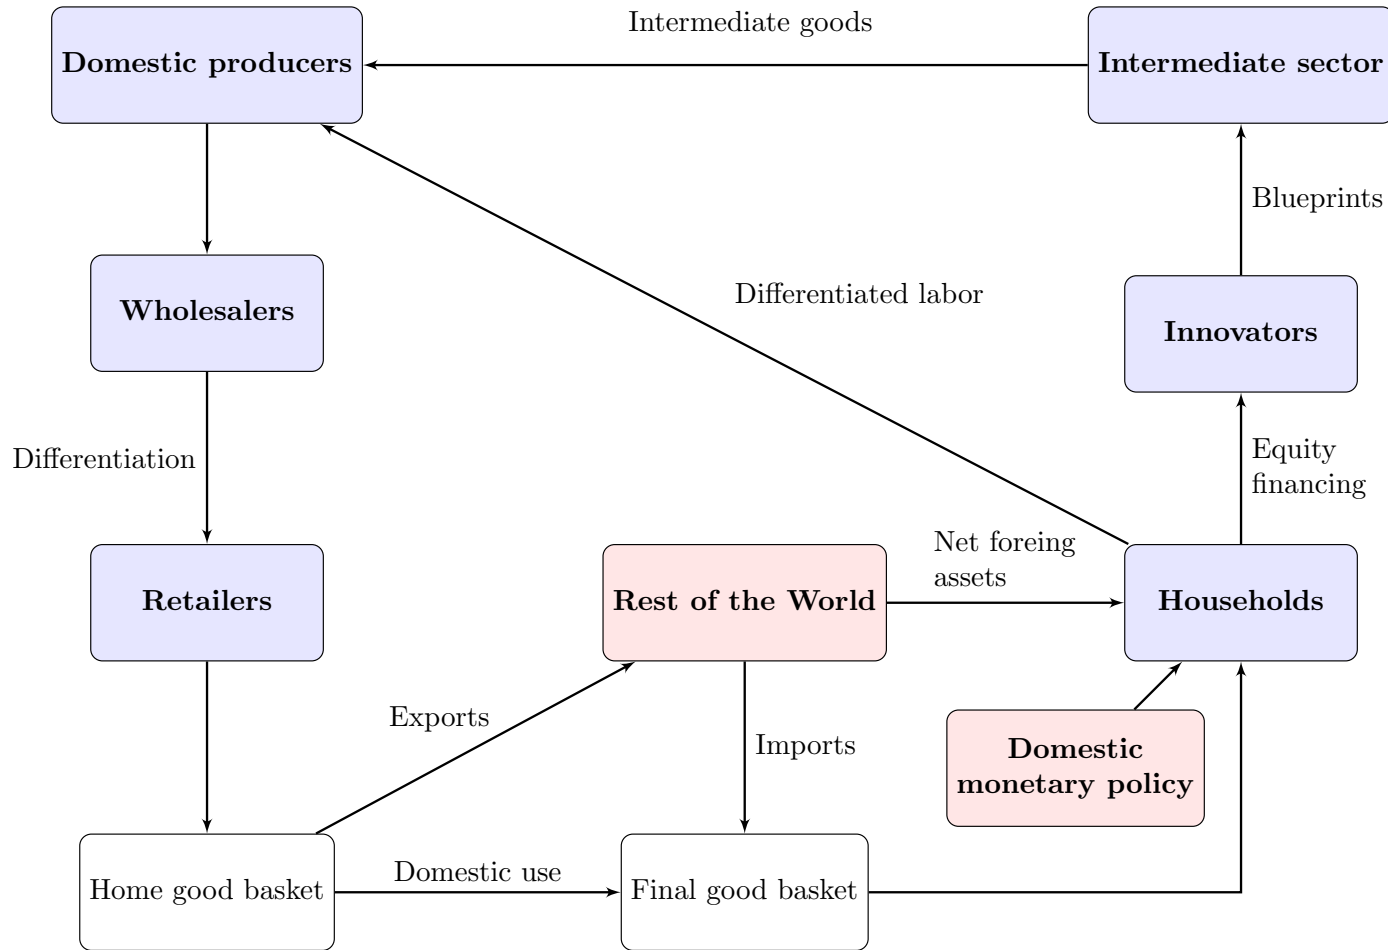 Intermediate goods
Domestic producers
Intermediate sector
Blueprints
Differentiated labor
Wholesalers
Innovators
Differentiation
Equity
financing
Net foreing
assets
Retailers
Rest of the World
Households
Exports
Imports
Domestic
monetary policy
Domestic use
Home good basket
Final good basket